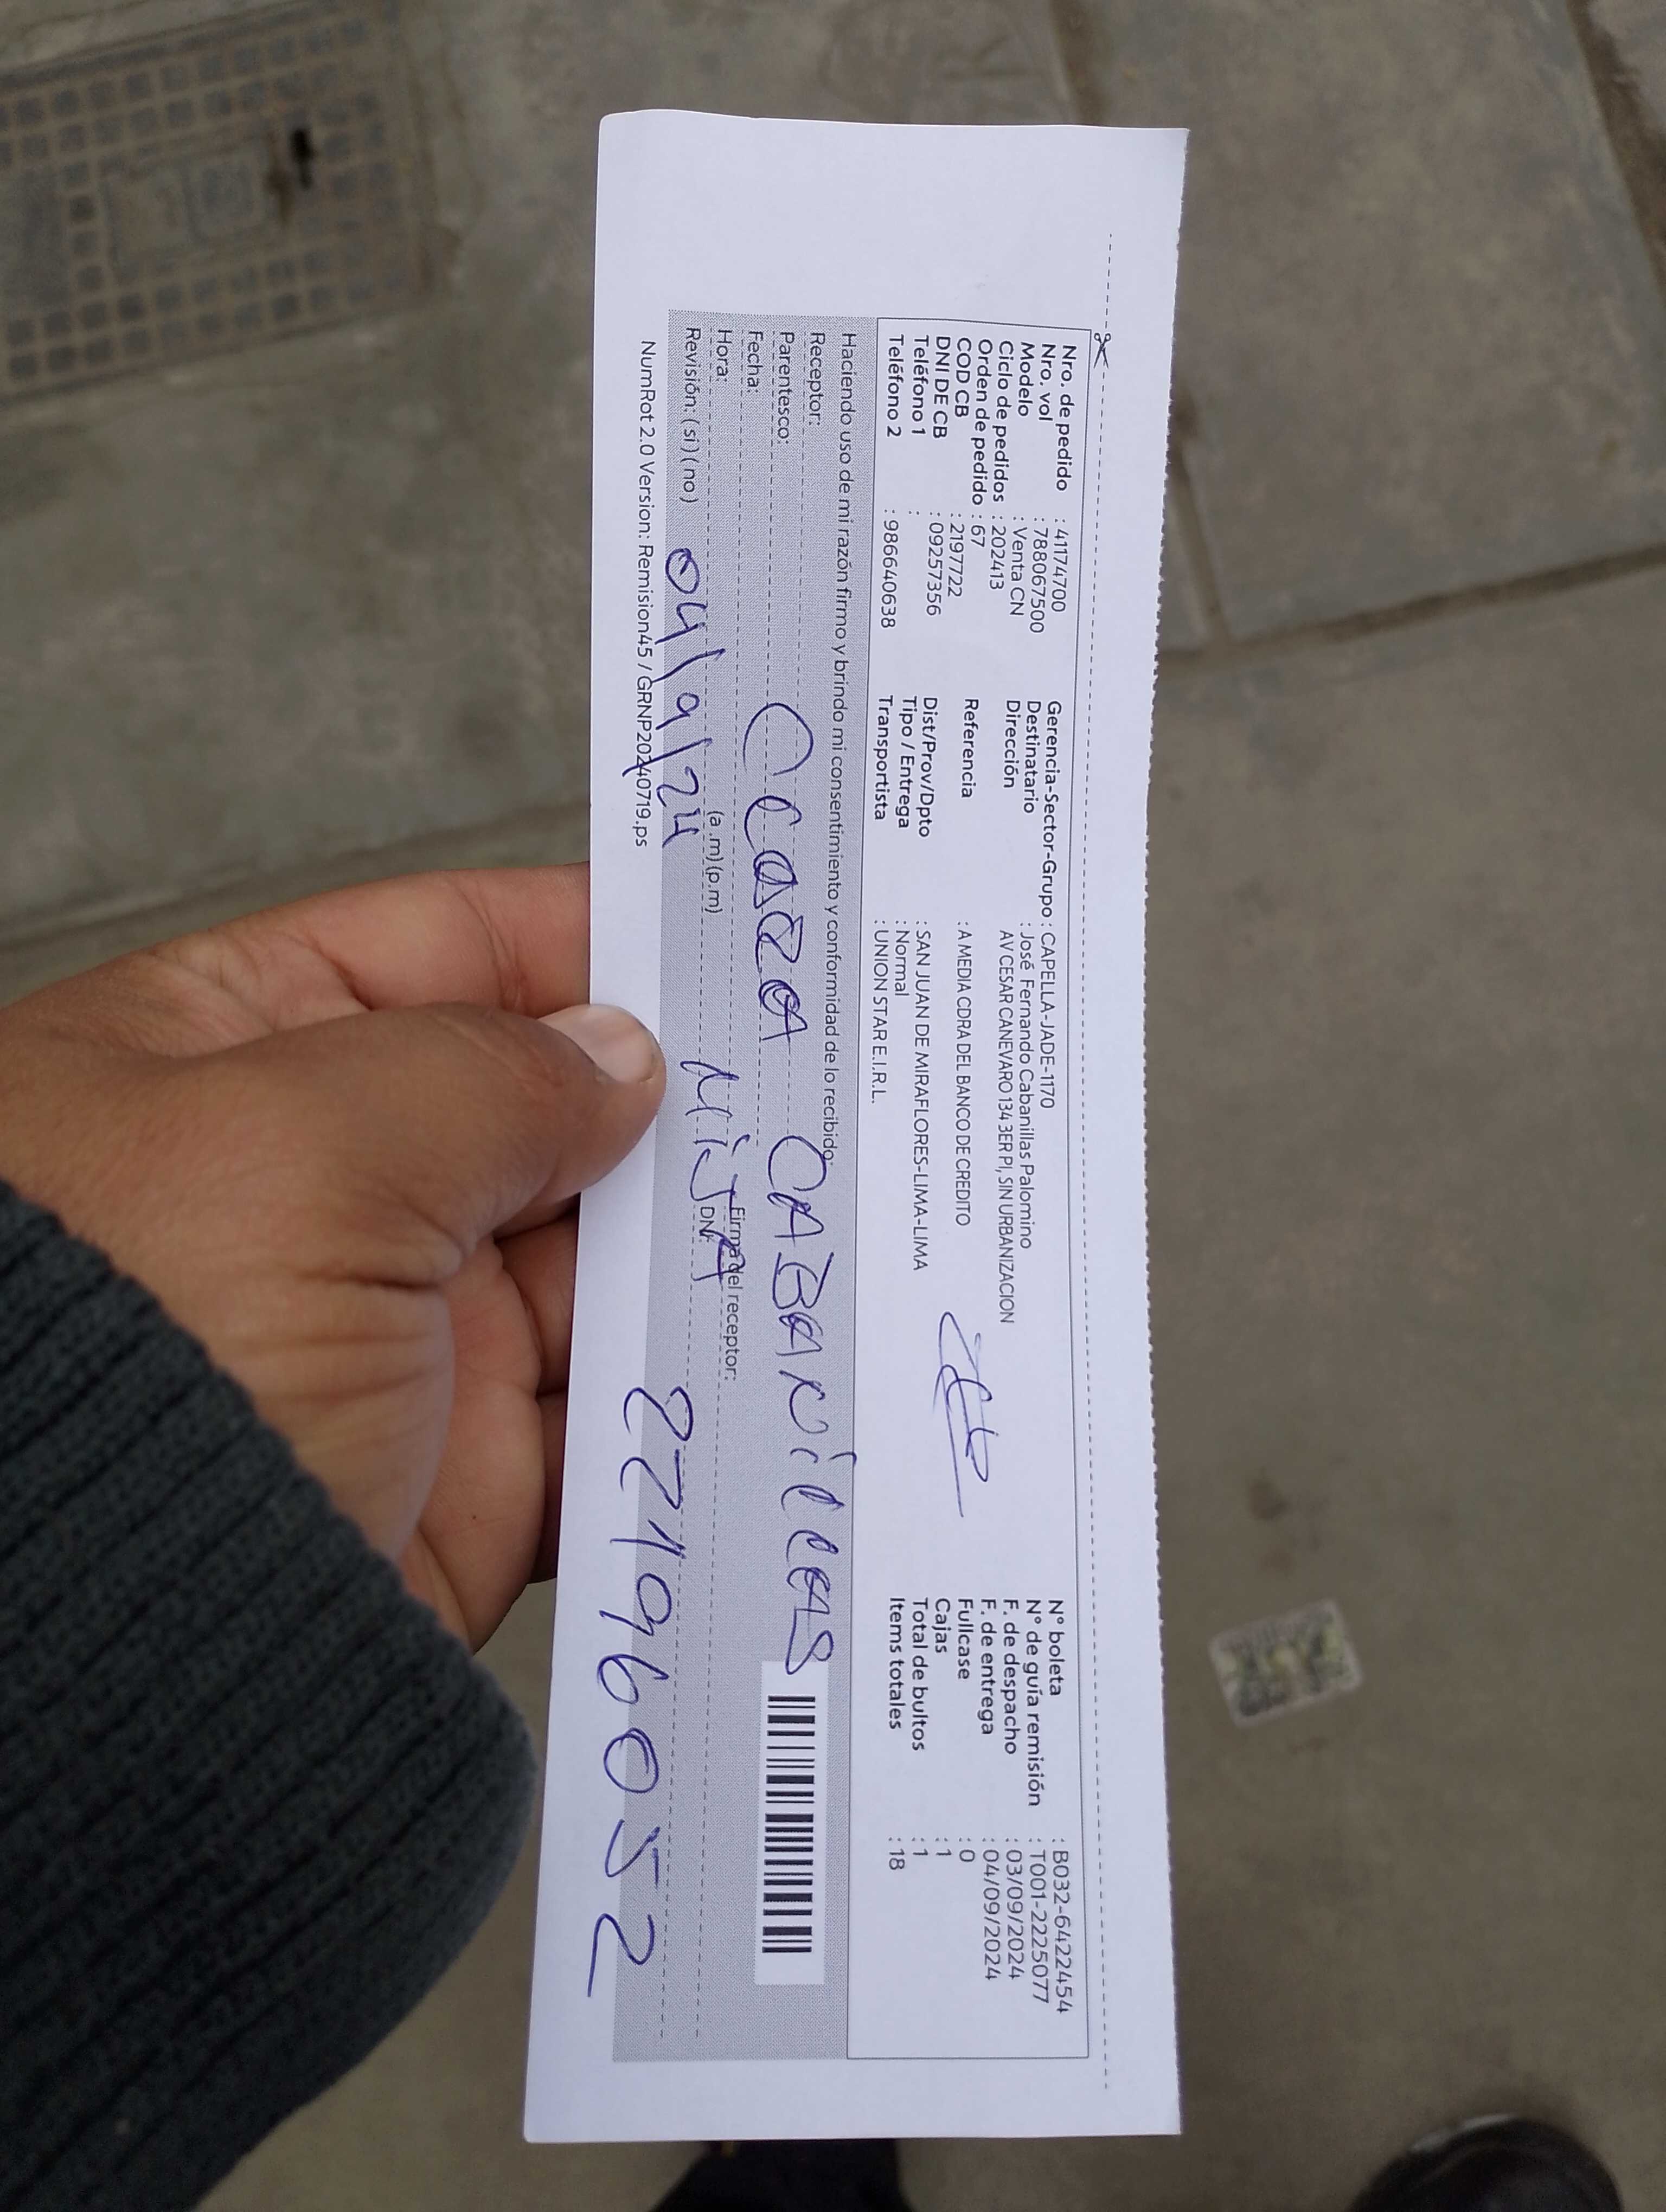 Nro. de pedido : 41174700
Nro. vol : 788067500
Modelo : Venta CN
Ciclo de pedidos : 202413
Orden de pedido : 67
COD CB : 2197722
DNI DE CB : 09257356
Teléfono 1 :
Teléfono 2 : 986640638
Gerencia-Sector-Grupo : CAPELLA-JADE-1170
Destinatario : José Fernando Cabanillas Palomino
Dirección AV CESAR CANEVARO 134 3ER PI, SIN URBANIZACION
Referencia : A MEDIA CDRA DEL BANCO DE CREDITO
Dist/Prov/Dpto : SAN JUAN DE MIRAFLORES-LIMA-LIMA
Tipo / Entrega : Normal
Transportista : UNION STAR E.I.R.L.
N° boleta : B032-6422454
N° de guía remisión : T001-2225077
F. de despacho : 03/09/2024
F. de entrega : 04/09/2024
Fullcase : 0
Cajas : 1
Total de bultos : 1
Items totales : 18
Haciendo uso de mi razón firmo y brindo mi consentimiento y conformidad de lo recibido:
Receptor:
Parentesco: CABANILLAS
Fecha:
Firma del receptor:
Hora: (a.m) (p.m) HIJA
DNI:
Revisión: (si) (no) 04/9/24 27196052
NumRot 2.0 Version: Remision45 / GRNP20240719.ps